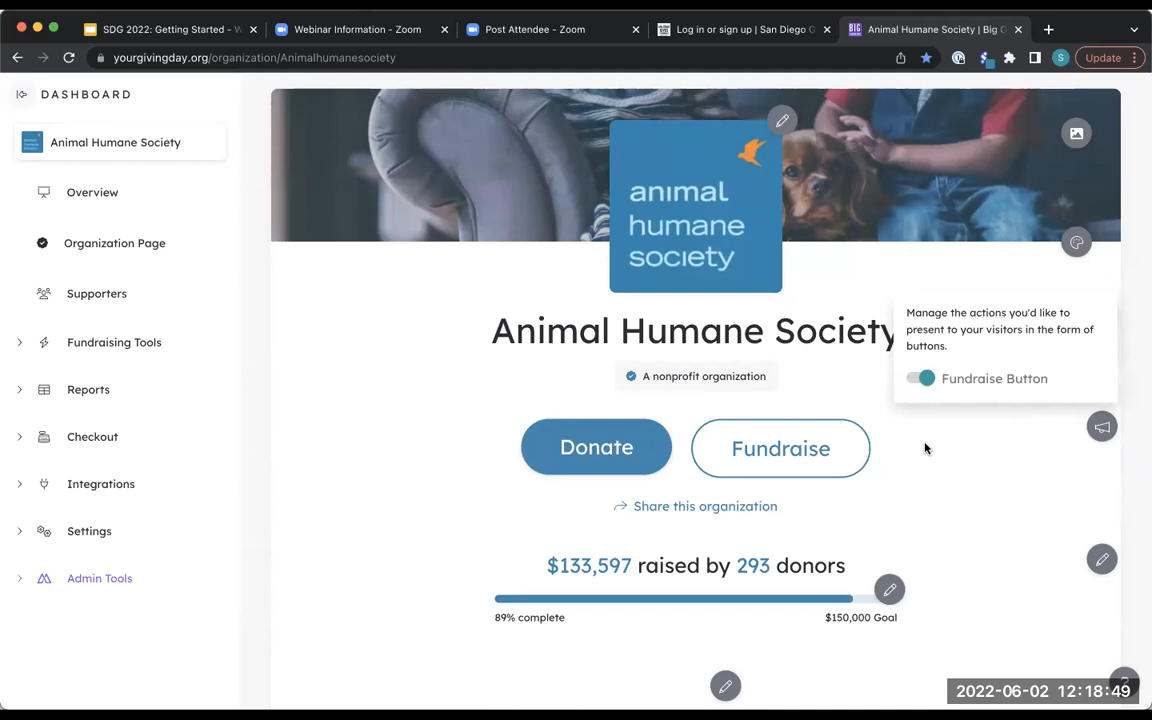 SDG 2022: Getting Started - W
Webinar Information - Zoom
Post Attendee - Zoom
Log in or sign up | San Diego G
Animal Humane Society | Big G
yourgivingday.org/organization/Animalhumanesociety
S
Update
DASHBOARD
Animal Humane Society
Overview
Organization Page
Supporters
Fundraising Tools
Reports
Checkout
Integrations
Settings
Admin Tools
animal
humane
society
Animal Humane Society
A nonprofit organization
Manage the actions you'd like to
present to your visitors in the form of
buttons.
Fundraise Button
Donate
Fundraise
Share this organization
$133,597 raised by 293 donors
89% complete
$150,000 Goal
2022-06-02 12:18:49